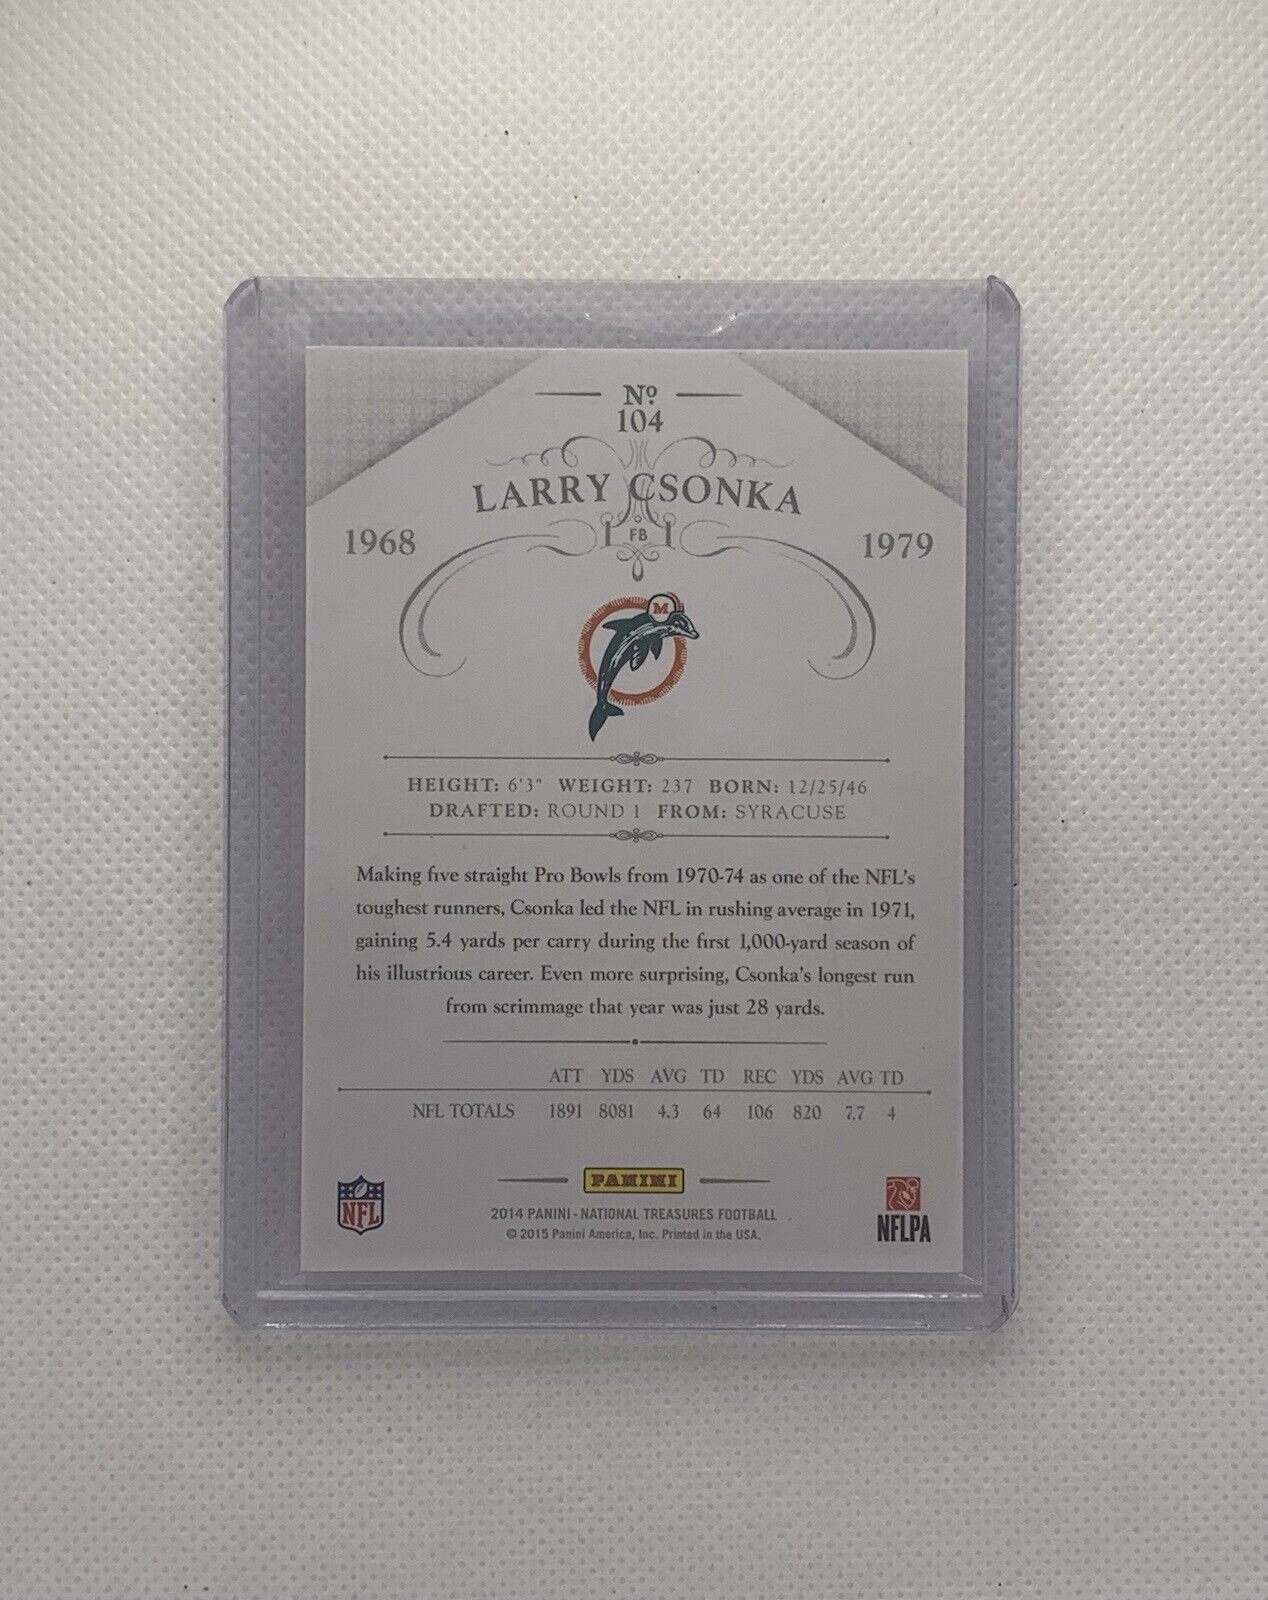 Nº
104
LARRY CSONKA
1968 FB 1979
M
HEIGHT: 6'3" WEIGHT: 237 BORN: 12/25/46
DRAFTED: ROUND 1 FROM: SYRACUSE
Making five straight Pro Bowls from 1970-74 as one of the NFL's
toughest runners, Csonka led the NFL in rushing average in 1971,
gaining 5.4 yards per carry during the first 1,000-yard season of
his illustrious career. Even more surprising, Csonka's longest run
from scrimmage that year was just 28 yards.
ATT YDS AVG TD REC YDS AVG TD
NFL TOTALS 1891 8081 4.3 64 106 820 7.7 4
PANINI
NFL
2014 PANINI - NATIONAL TREASURES FOOTBALL
© 2015 Panini America, Inc. Printed in the USA.
NFLPA